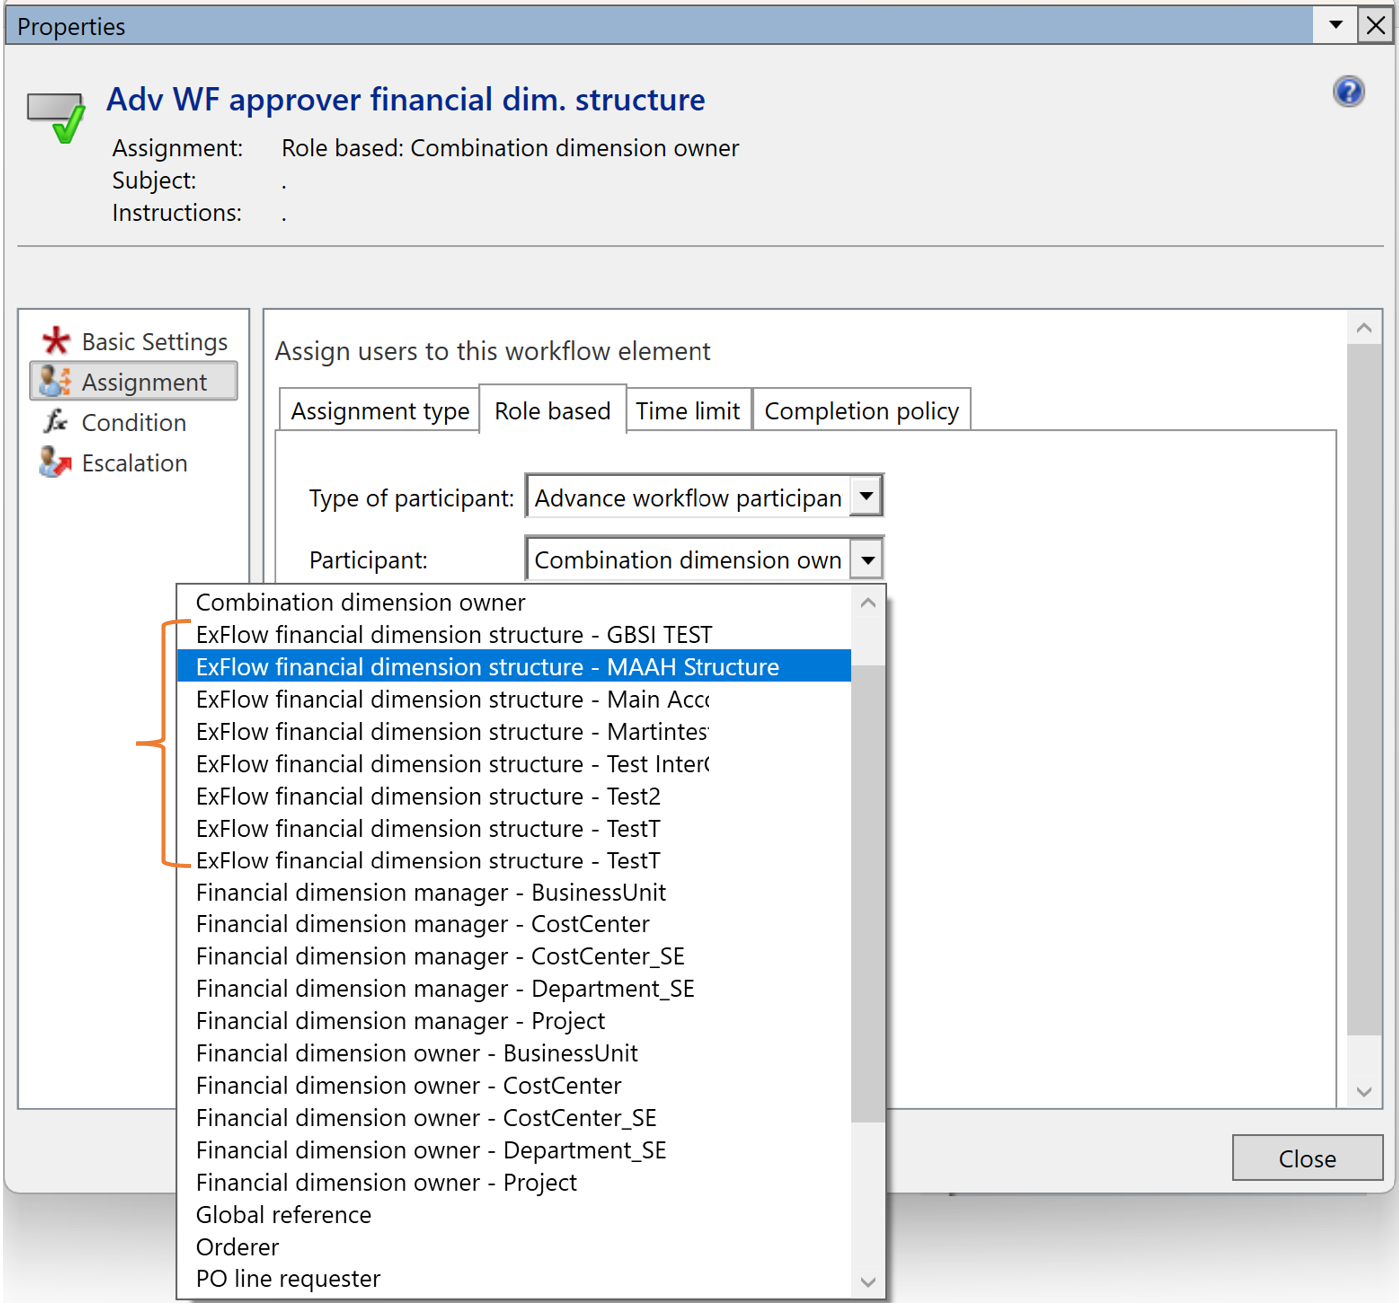 Properties
Adv WF approver financial dim. structure
Assignment: Role based: Combination dimension owner
Subject: .
Instructions: .
Basic Settings
Assignment
Condition
Escalation
Assign users to this workflow element
Assignment type Role based Time limit Completion policy
Type of participant: Advance workflow participan
Participant: Combination dimension own
Combination dimension owner
ExFlow financial dimension structure - GBSI TEST
ExFlow financial dimension structure - MAAH Structure
ExFlow financial dimension structure - Main Acc
ExFlow financial dimension structure - Martintes
ExFlow financial dimension structure - Test Inter
ExFlow financial dimension structure - Test2
ExFlow financial dimension structure - TestT
ExFlow financial dimension structure - TestT
Financial dimension manager - BusinessUnit
Financial dimension manager - CostCenter
Financial dimension manager - CostCenter_SE
Financial dimension manager - Department_SE
Financial dimension manager - Project
Financial dimension owner - BusinessUnit
Financial dimension owner - CostCenter
Financial dimension owner - CostCenter_SE
Financial dimension owner - Department_SE
Financial dimension owner - Project
Global reference
Orderer
PO line requester
Close